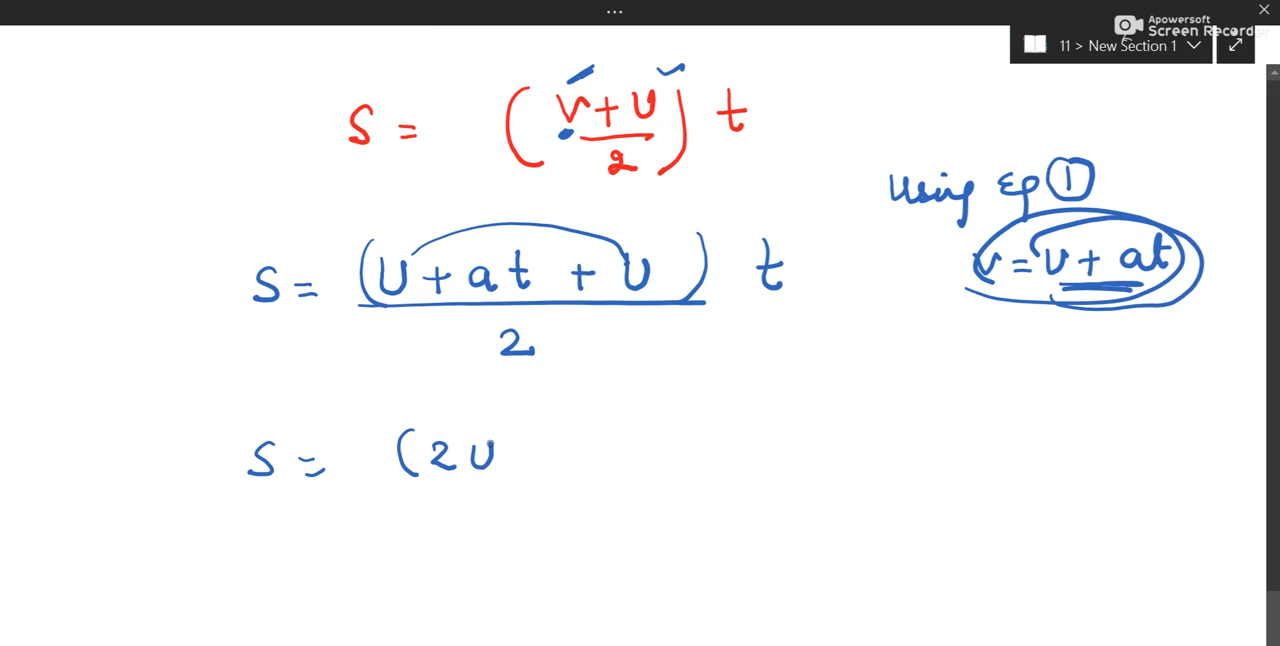 ...
Apowersoft
Screen Recorder
11 > New Section 1
S = (v+u/2) t
Using Eq ①
v = u + at
S = (U + at + U)/2 t
S = (2U